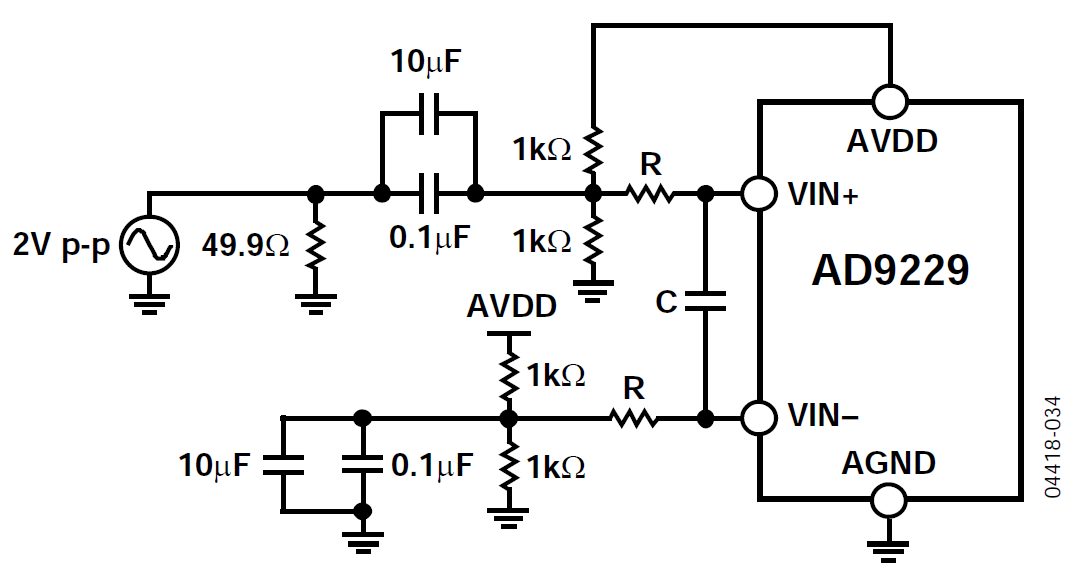 10μF
1kΩ
AVDD
R
VIN+
2V p-p
49.9Ω
0.1μF
1kΩ
AD9229
AVDD
C
1kΩ
R
VIN–
10μF
0.1μF
1kΩ
AGND
04418-034